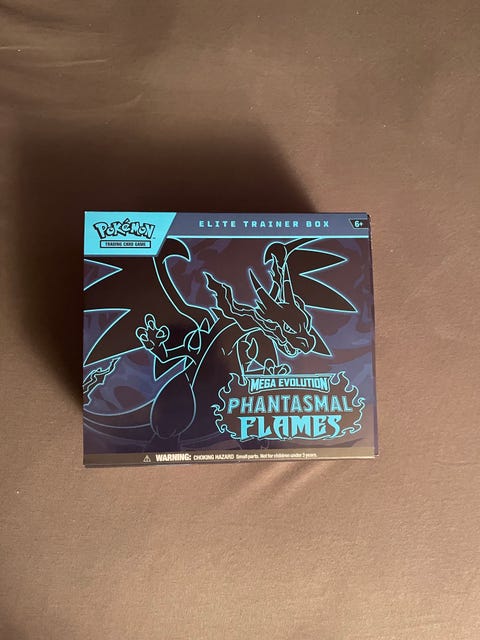 POKéMON
TRADING CARD GAME
ELITE TRAINER BOX
6+
MEGA EVOLUTION
PHANTASMAL
FLAMES
WARNING: CHOKING HAZARD Small parts. Not for children under 3 years.